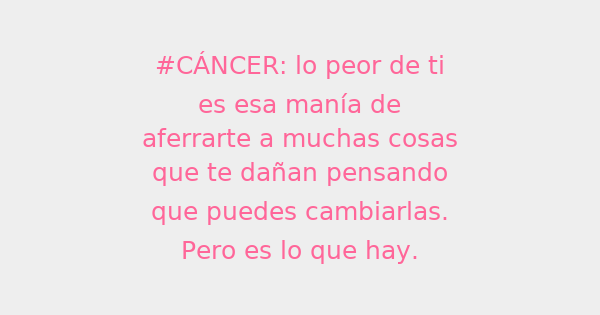 #CÁNCER: lo peor de ti
es esa manía de
aferrarte a muchas cosas
que te dañan pensando
que puedes cambiarlas.
Pero es lo que hay.